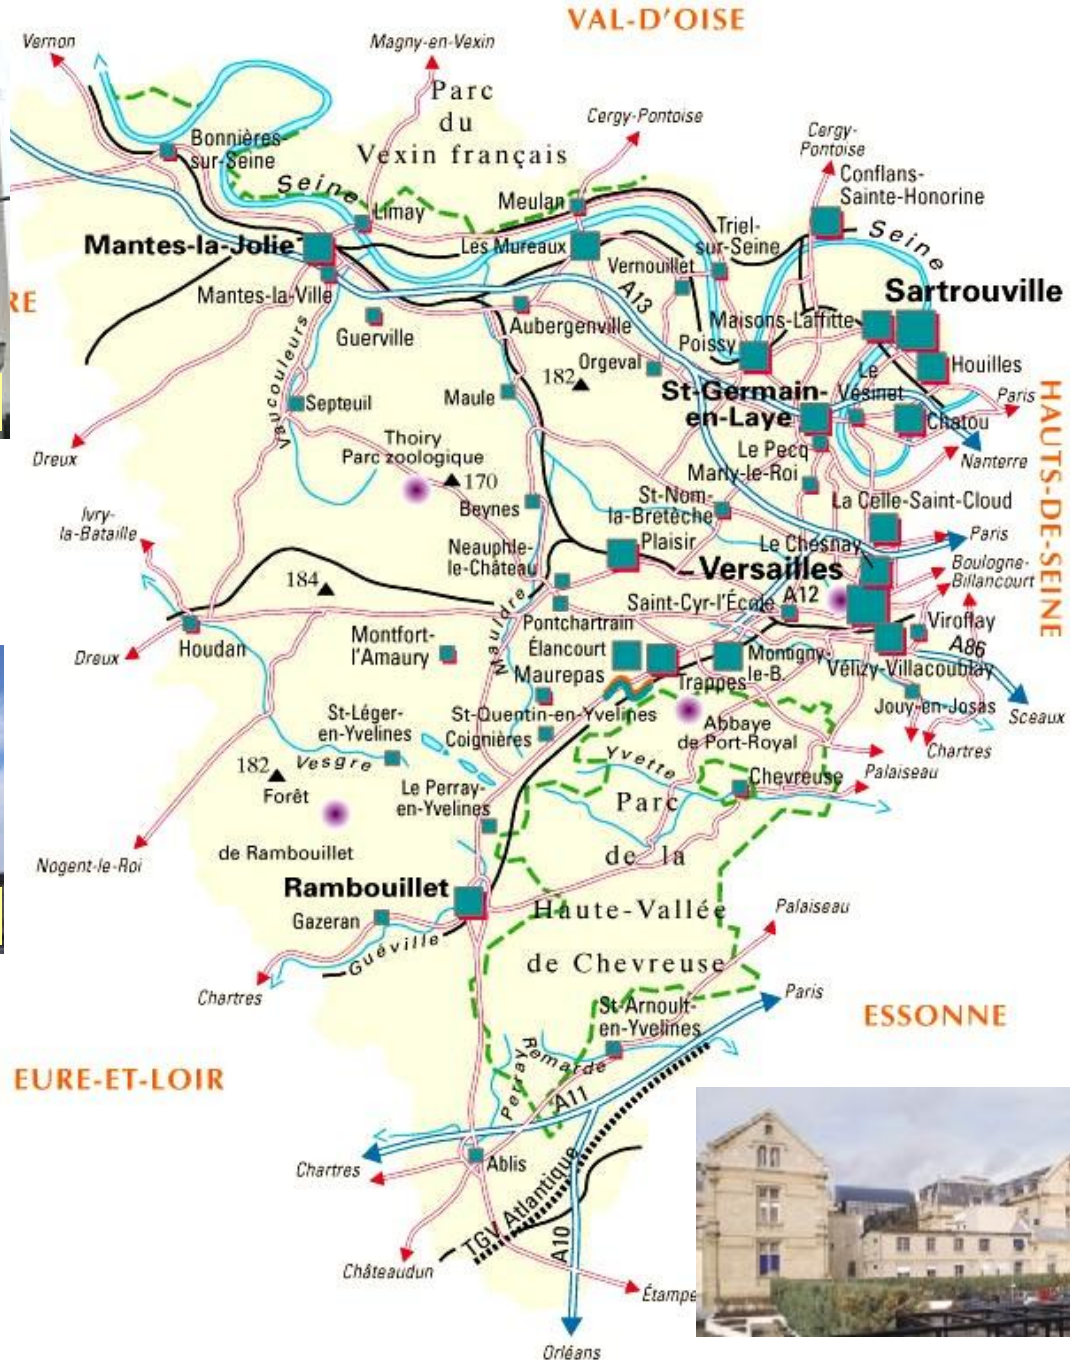 VAL-D'OISE
Vernon
Magny-en-Vexin
Parc
du
Vexin français
Cergy-Pontoise
Cergy-
Pontoise
Conflans-
Sainte-Honorine
Bonnières-
sur-Seine
Seine
Limay
Meulan
Triel-
sur-Seine
Seine
Mantes-la-Jolie
Les Mureaux
Vernouillet
Mantes-la-Ville
A13
Sartrouville
RE
Guerville
Aubergenville
Maisons-Laffitte
Poissy
Orgeval
182
Houilles
Le
Vésinet
Vaucouleurs
Septeuil
Maule
St-Germain-
en-Laye
Paris
Chatou
HAUTS-DE-SEINE
Dreux
Thoiry
Parc zoologique
170
Le Pecq
Marly-le-Roi
Nanterre
Ivry-
la-Bataille
Beynes
St-Nom-
la-Bretèche
La Celle-Saint-Cloud
Neauphle-
le-Château
Plaisir
Le Chesnay
Paris
Versailles
Boulogne-
Billancourt
184
Saint-Cyr-l'École
A12
Mauldre
Pontchartrain
Viroflay
Dreux
Houdan
Montfort-
l'Amaury
Élancourt
Montigny-
le-B.
A86
Maurepas
Trappes
Vélizy-Villacoublay
St-Léger-
en-Yvelines
St-Quentin-en-Yvelines
Coignières
Abbaye
de Port-Royal
Jouy-en-Josas
Sceaux
Chartres
Vesgre
Yvette
Palaiseau
182
Forêt
de Rambouillet
Le Perray-
en-Yvelines
Chevreuse
Parc
de la
Haute-Vallée
de Chevreuse
Nogent-le-Roi
Rambouillet
Gazeran
Guéville
Palaiseau
Chartres
Paris
St-Arnoult-
en-Yvelines
ESSONNE
Remarde
Perray
EURE-ET-LOIR
A11
Chartres
Ablis
TGV Atlantique
A10
Châteaudun
Étampe
Orléans